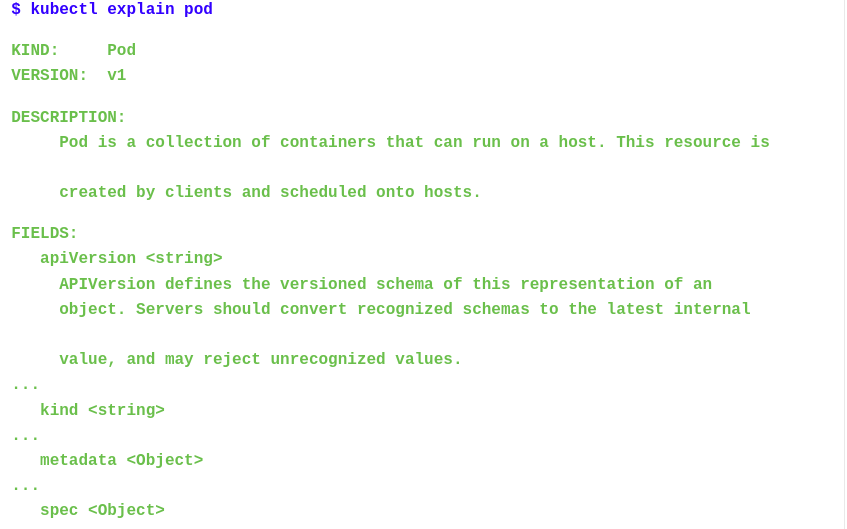 $ kubectl explain pod
KIND:     Pod
VERSION:  v1
DESCRIPTION:
     Pod is a collection of containers that can run on a host. This resource is
     created by clients and scheduled onto hosts.
FIELDS:
   apiVersion <string>
     APIVersion defines the versioned schema of this representation of an
     object. Servers should convert recognized schemas to the latest internal
     value, and may reject unrecognized values.
...
   kind <string>
...
   metadata <Object>
...
   spec <Object>